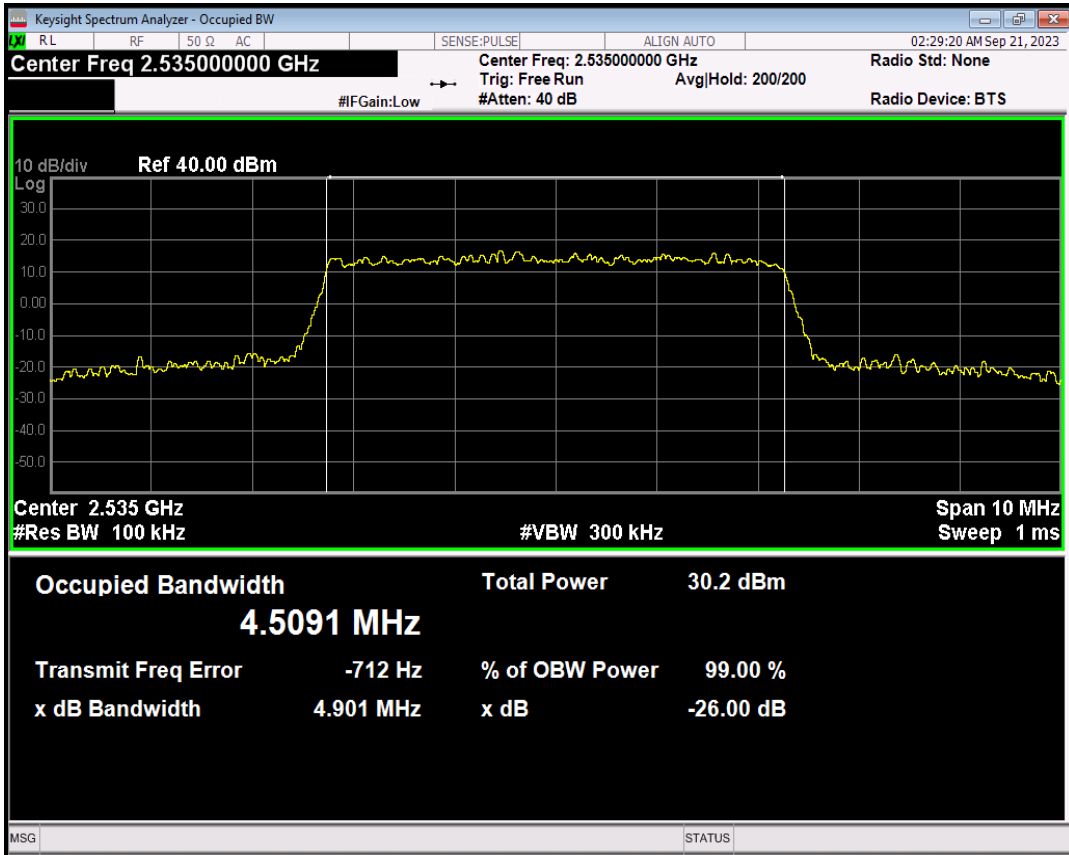 Keysight Spectrum Analyzer - Occupied BW
LXI RL RF 50 Ω AC SENSE:PULSE ALIGN AUTO 02:29:20 AM Sep 21, 2023
Center Freq 2.535000000 GHz Center Freq: 2.535000000 GHz Radio Std: None
Trig: Free Run Avg|Hold: 200/200
#IFGain:Low #Atten: 40 dB Radio Device: BTS
10 dB/div Ref 40.00 dBm
Log
30.0
20.0
10.0
0.00
-10.0
-20.0
-30.0
-40.0
-50.0
Center 2.535 GHz Span 10 MHz
#Res BW 100 kHz #VBW 300 kHz Sweep 1 ms
Occupied Bandwidth Total Power 30.2 dBm
4.5091 MHz
Transmit Freq Error -712 Hz % of OBW Power 99.00 %
x dB Bandwidth 4.901 MHz x dB -26.00 dB
MSG STATUS